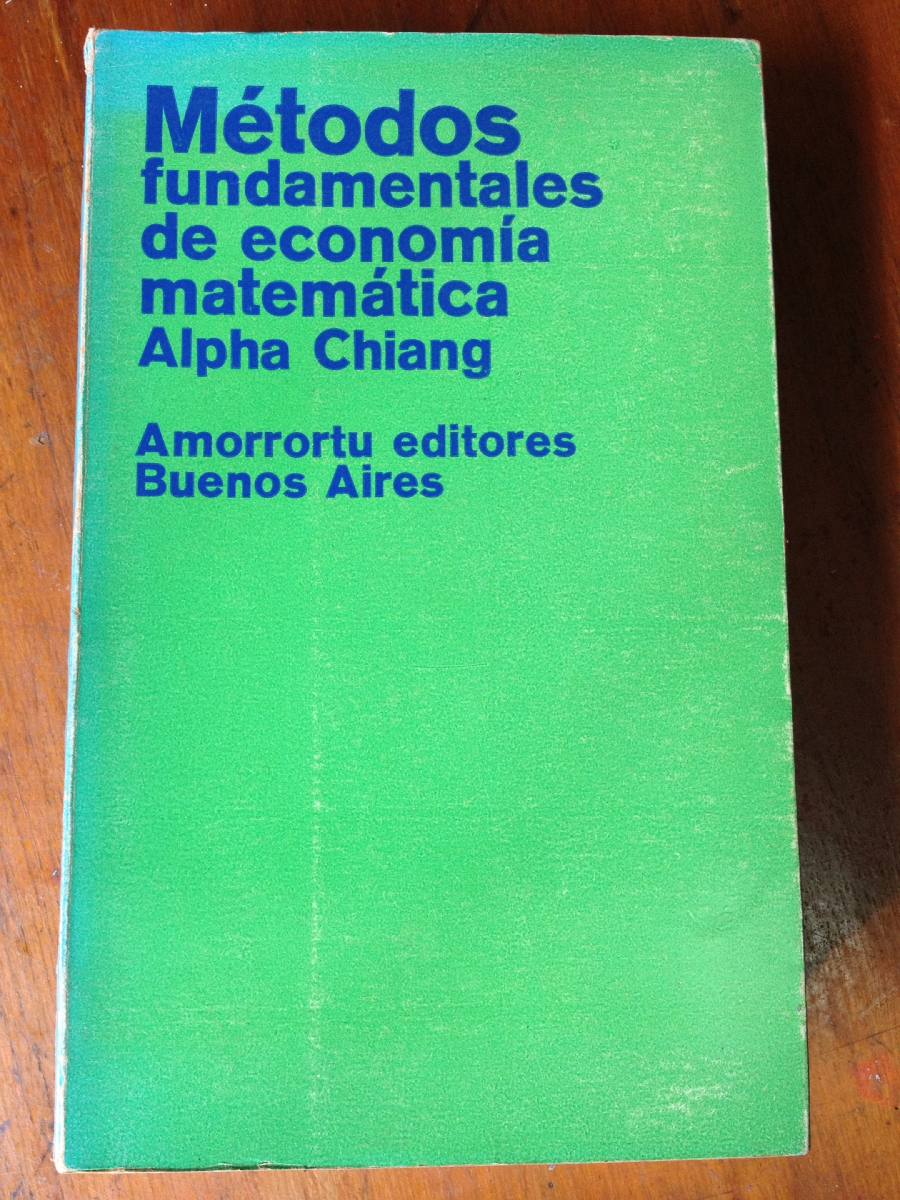 Métodos
fundamentales
de economía
matemática
Alpha Chiang
Amorrortu editores
Buenos Aires